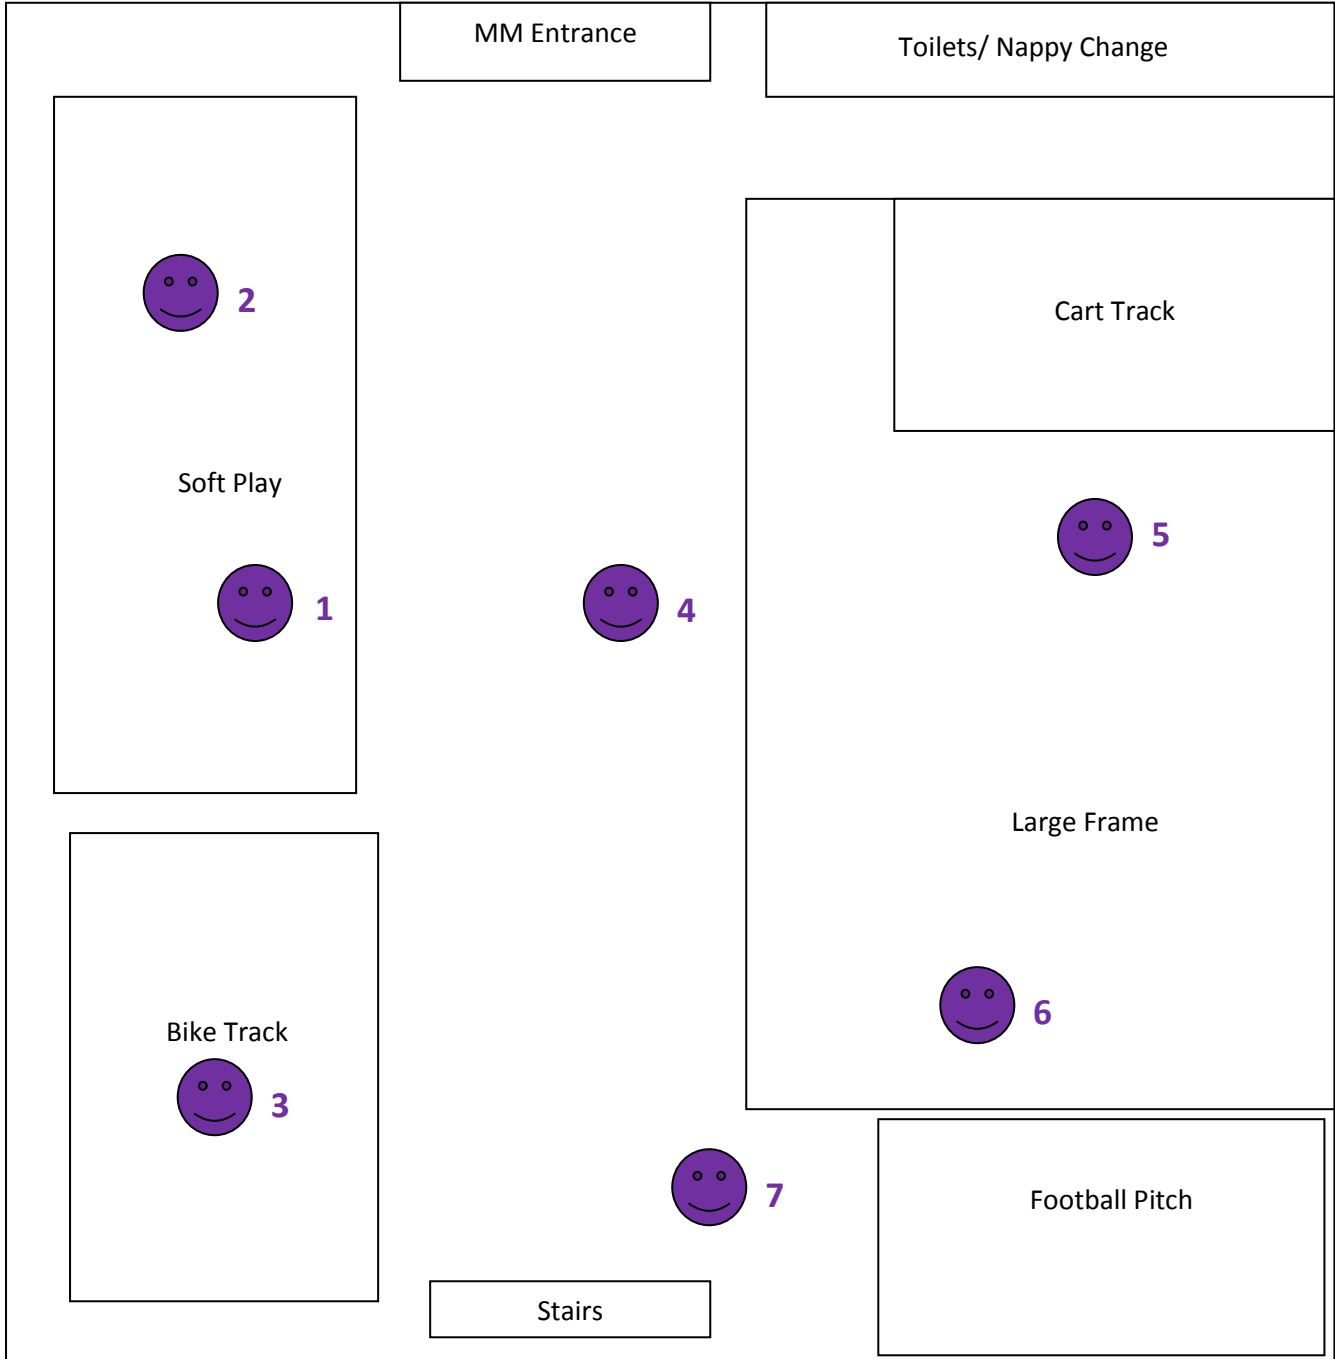 MM Entrance
Toilets/ Nappy Change
2
Cart Track
Soft Play
5
1
4
Large Frame
6
Bike Track
3
7
Football Pitch
Stairs